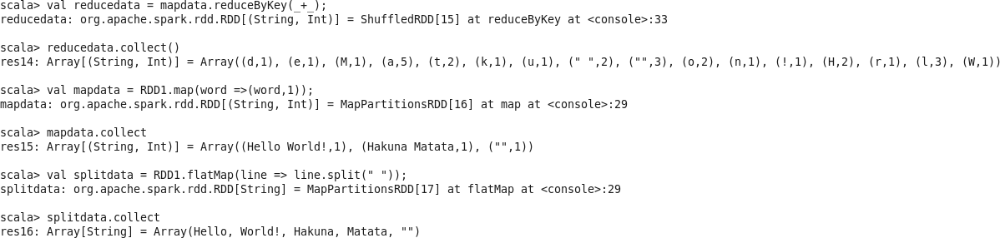 scala> val reducedata = mapdata.reduceByKey(_+_);
reducedata: org.apache.spark.rdd.RDD[(String, Int)] = ShuffledRDD[15] at reduceByKey at <console>:33
scala> reducedata.collect()
res14: Array[(String, Int)] = Array((d,1), (e,1), (M,1), (a,5), (t,2), (k,1), (u,1), (" ",2), ("",3), (o,2), (n,1), (!,1), (H,2), (r,1), (l,3), (W,1))
scala> val mapdata = RDD1.map(word =>(word,1));
mapdata: org.apache.spark.rdd.RDD[(String, Int)] = MapPartitionsRDD[16] at map at <console>:29
scala> mapdata.collect
res15: Array[(String, Int)] = Array((Hello World!,1), (Hakuna Matata,1), ("",1))
scala> val splitdata = RDD1.flatMap(line => line.split(" "));
splitdata: org.apache.spark.rdd.RDD[String] = MapPartitionsRDD[17] at flatMap at <console>:29
scala> splitdata.collect
res16: Array[String] = Array(Hello, World!, Hakuna, Matata, "")